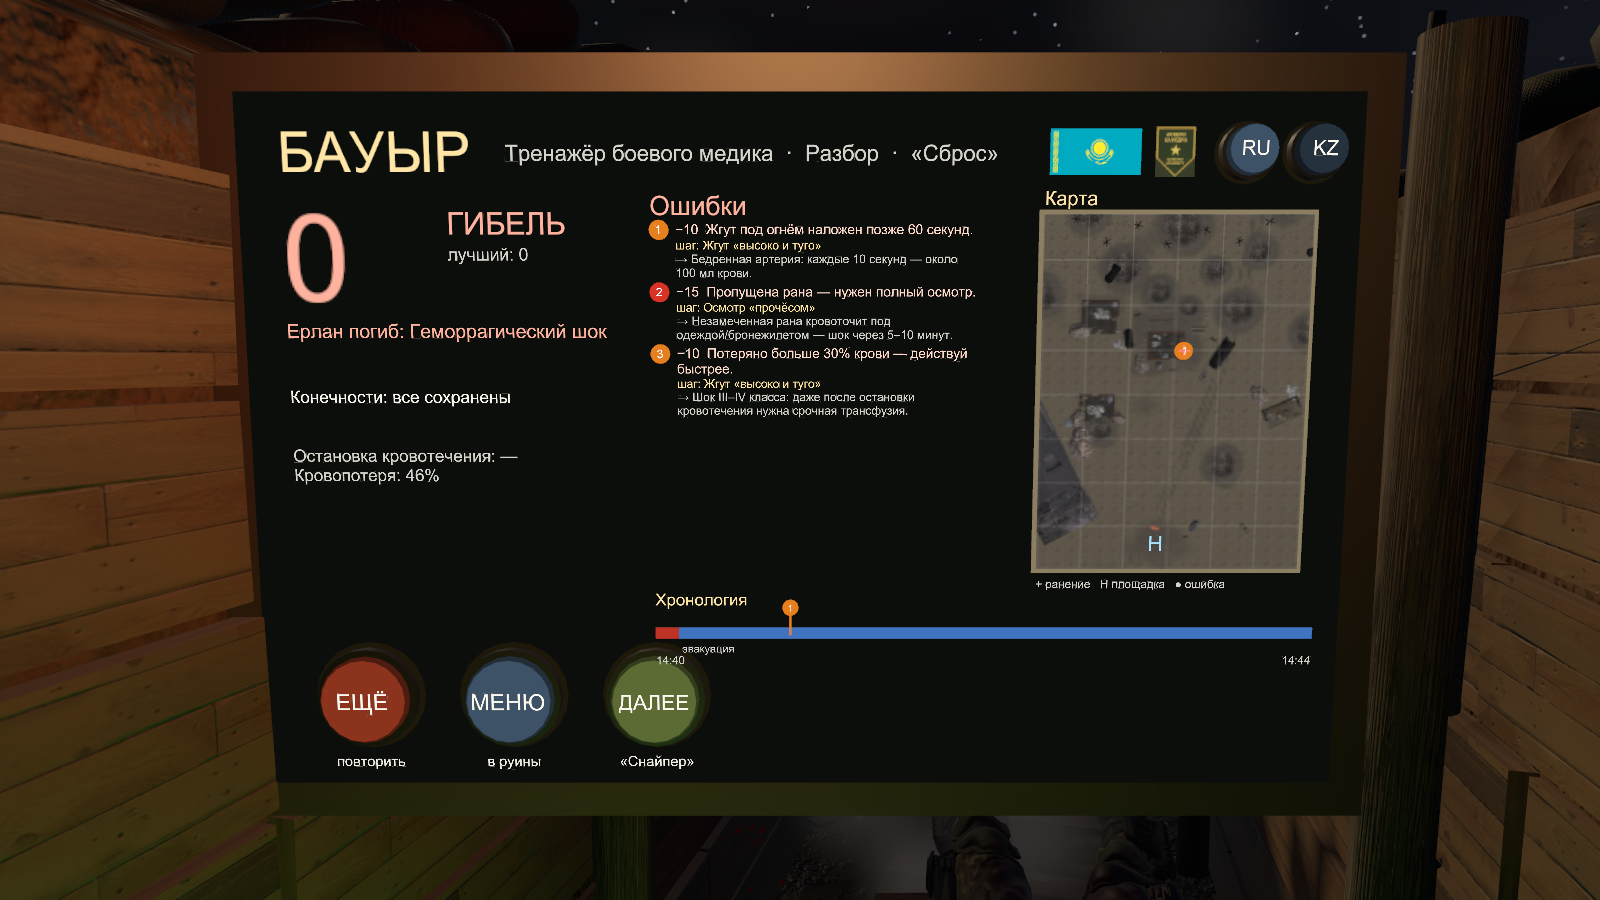 БАУЫР
Тренажёр боевого медика · Разбор · «Сброс»
RU
KZ
0
ГИБЕЛЬ
лучший: 0
Ерлан погиб: Геморрагический шок
Конечности: все сохранены
Остановка кровотечения: —
Кровопотеря: 46%
Ошибки
1 −10 Жгут под огнём наложен позже 60 секунд.
шаг: Жгут «высоко и туго»
→ Бедренная артерия: каждые 10 секунд — около
100 мл крови.
2 −15 Пропущена рана — нужен полный осмотр.
шаг: Осмотр «прочёсом»
→ Незамеченная рана кровоточит под
одеждой/бронежилетом — шок через 5–10 минут.
3 −10 Потеряно больше 30% крови — действуй
быстрее.
шаг: Жгут «высоко и туго»
→ Шок III–IV класса: даже после остановки
кровотечения нужна срочная трансфузия.
Карта
1
H
+ ранение H площадка ● ошибка
Хронология
1
эвакуация
14:40
14:44
ЕЩЁ
МЕНЮ
ДАЛЕЕ
повторить
в руины
«Снайпер»